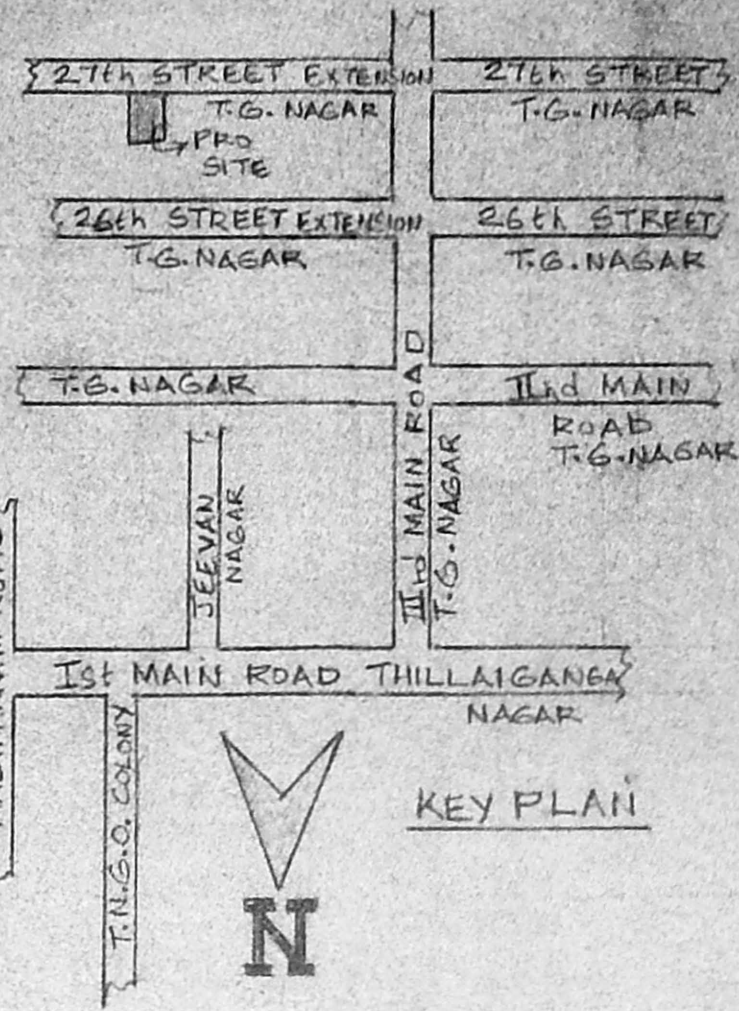 27th STREET EXTENSION 27th STREET
T.G. NAGAR T.G. NAGAR
PRO
SITE
26th STREET EXTENSION 26th STREET
T.G. NAGAR T.G. NAGAR
T.G. NAGAR IInd MAIN
ROAD
T.G. NAGAR
JEEVAN
NAGAR
IIIrd MAIN ROAD
T.G. NAGAR
Ist MAIN ROAD THILLAIGANGA
NAGAR
T.N.G.O. COLONY
KEY PLAN
N